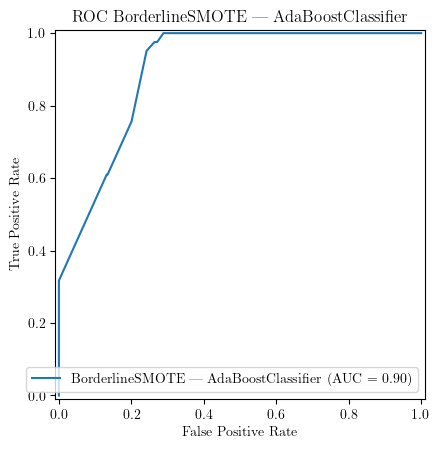 ROC BorderlineSMOTE — AdaBoostClassifier
1.0
0.8
0.6
0.4
0.2
0.0
True Positive Rate
BorderlineSMOTE — AdaBoostClassifier (AUC = 0.90)
0.0 0.2 0.4 0.6 0.8 1.0
False Positive Rate